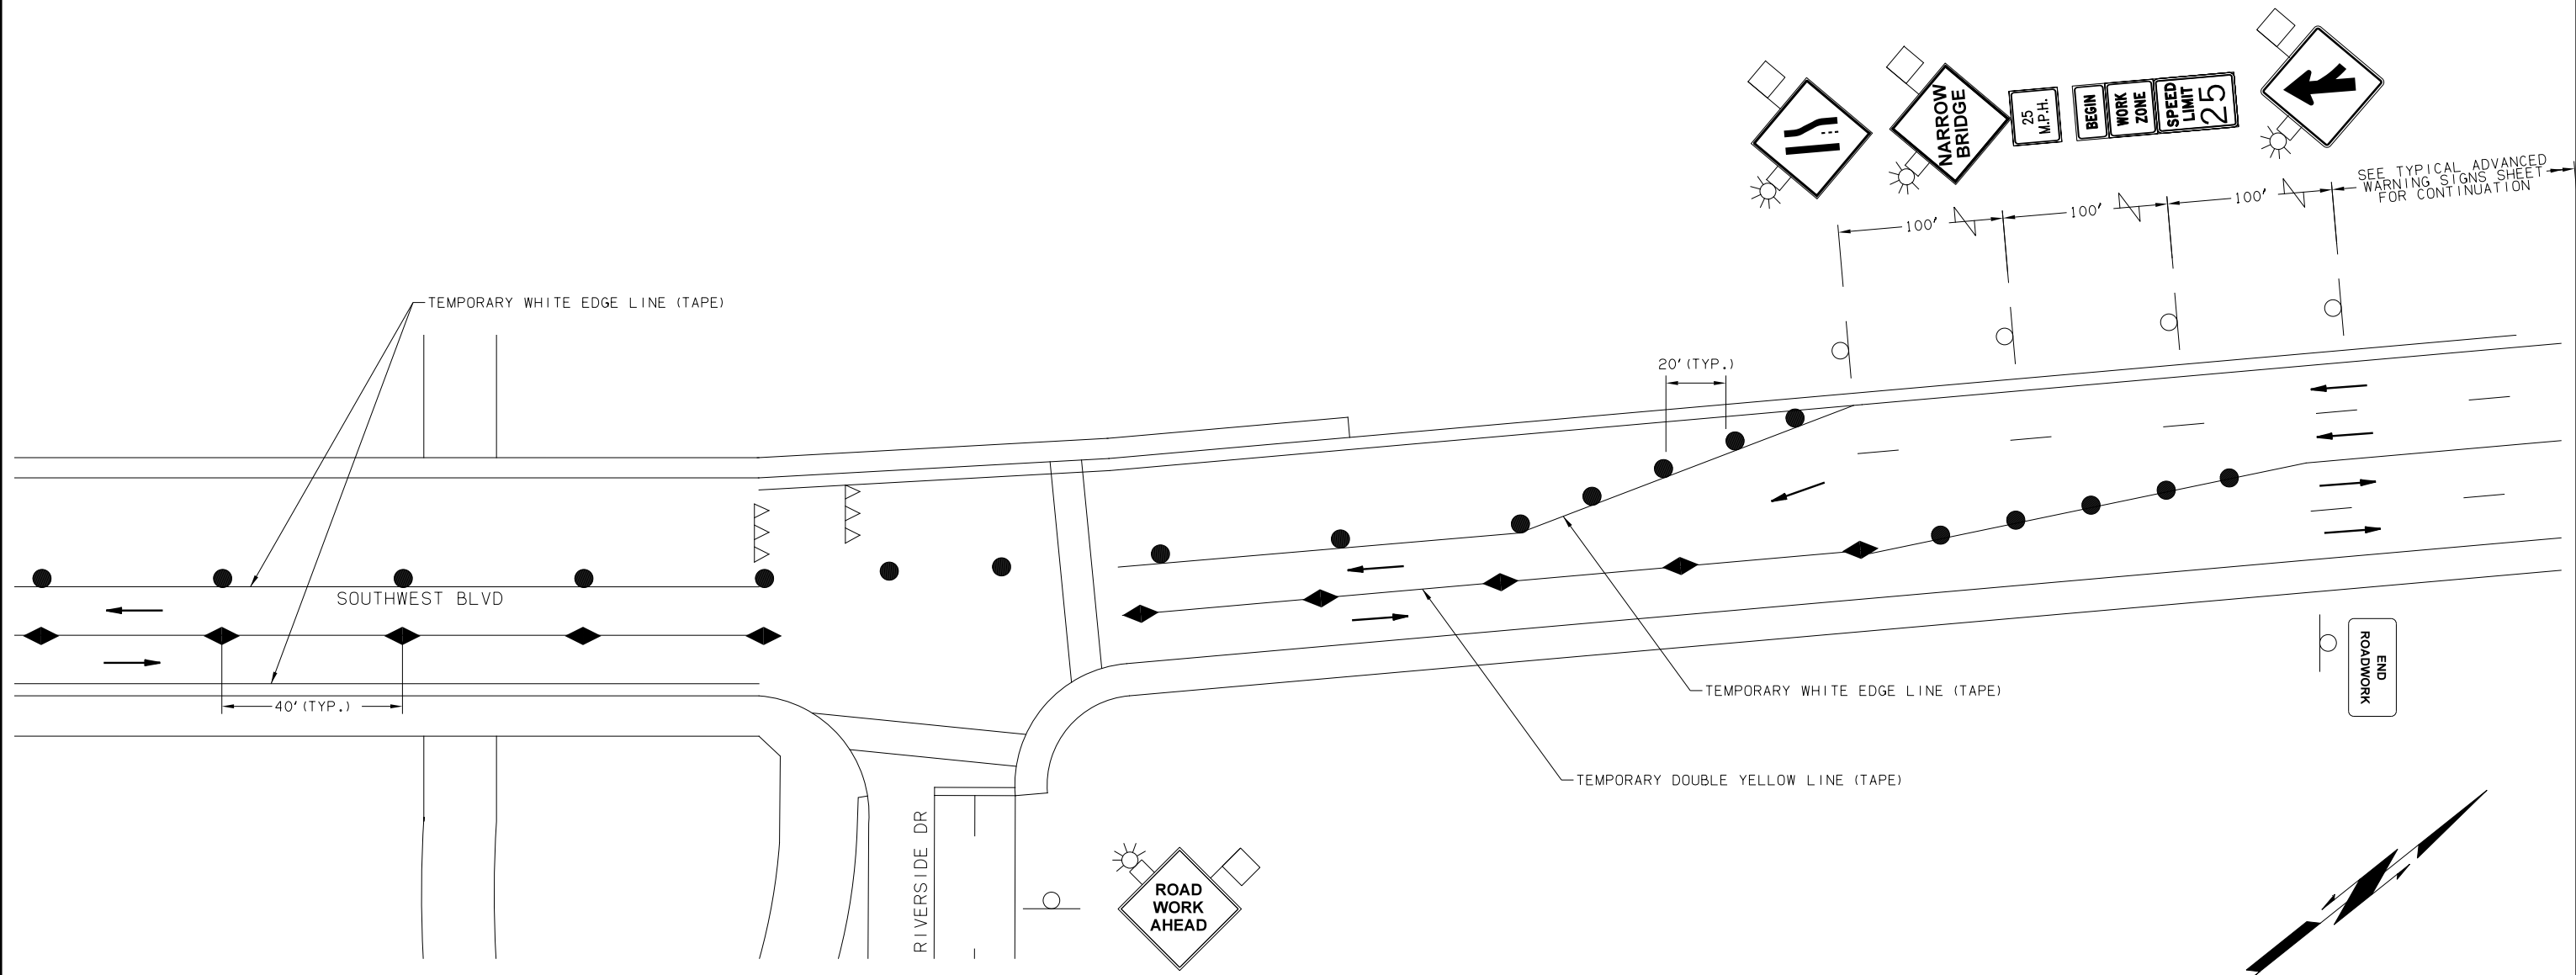 NARROW
BRIDGE
25
M.P.H.
BEGIN
WORK
ZONE
SPEED
LIMIT
25
SEE TYPICAL ADVANCED
WARNING SIGNS SHEET
FOR CONTINUATION
100'
100'
100'
TEMPORARY WHITE EDGE LINE (TAPE)
20'(TYP.)
SOUTHWEST BLVD
40'(TYP.)
TEMPORARY WHITE EDGE LINE (TAPE)
END
ROADWORK
TEMPORARY DOUBLE YELLOW LINE (TAPE)
RIVERSIDE DR
ROAD
WORK
AHEAD